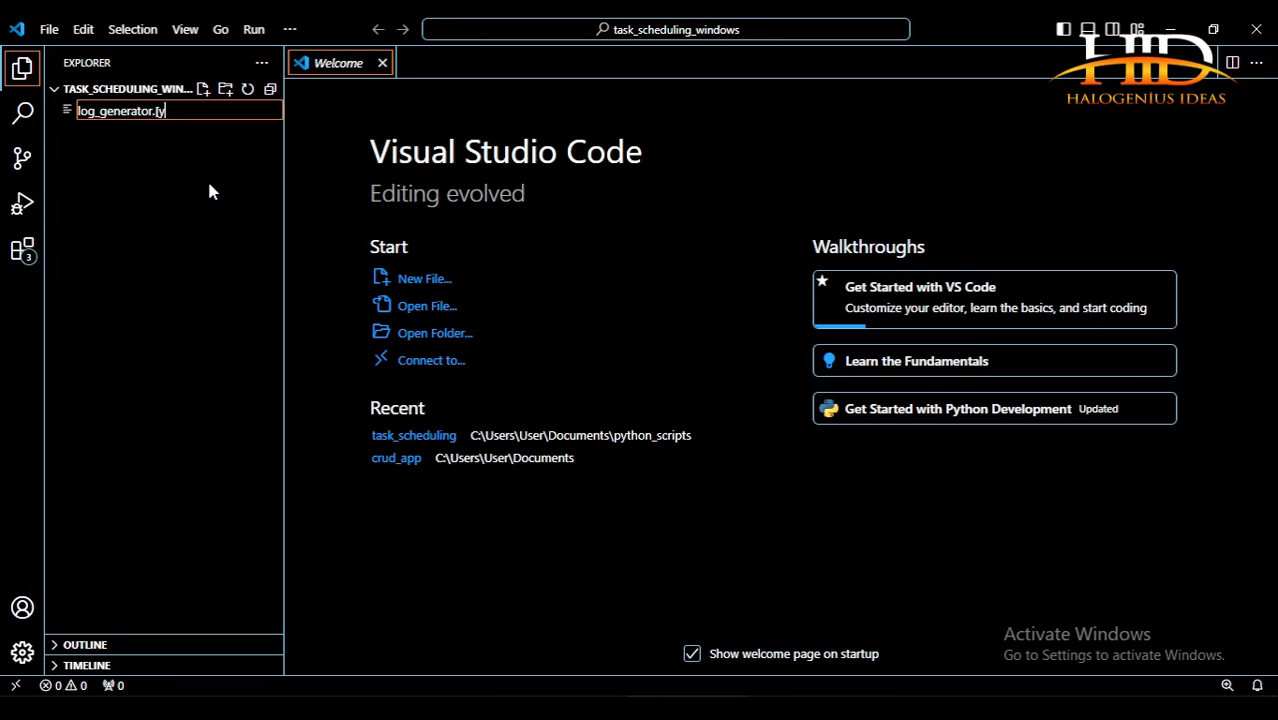 File Edit Selection View Go Run ···
task_scheduling_windows
HID
HALOGENIUS IDEAS
EXPLORER
Welcome
TASK_SCHEDULING_WIN...
log_generator.[y
Visual Studio Code
Editing evolved
Start
New File...
Open File...
Open Folder...
Connect to...
Recent
task_scheduling C:\Users\User\Documents\python_scripts
crud_app C:\Users\User\Documents
Walkthroughs
Get Started with VS Code
Customize your editor, learn the basics, and start coding
Learn the Fundamentals
Get Started with Python Development Updated
3
OUTLINE
TIMELINE
Show welcome page on startup
Activate Windows
Go to Settings to activate Windows.
0 0 0